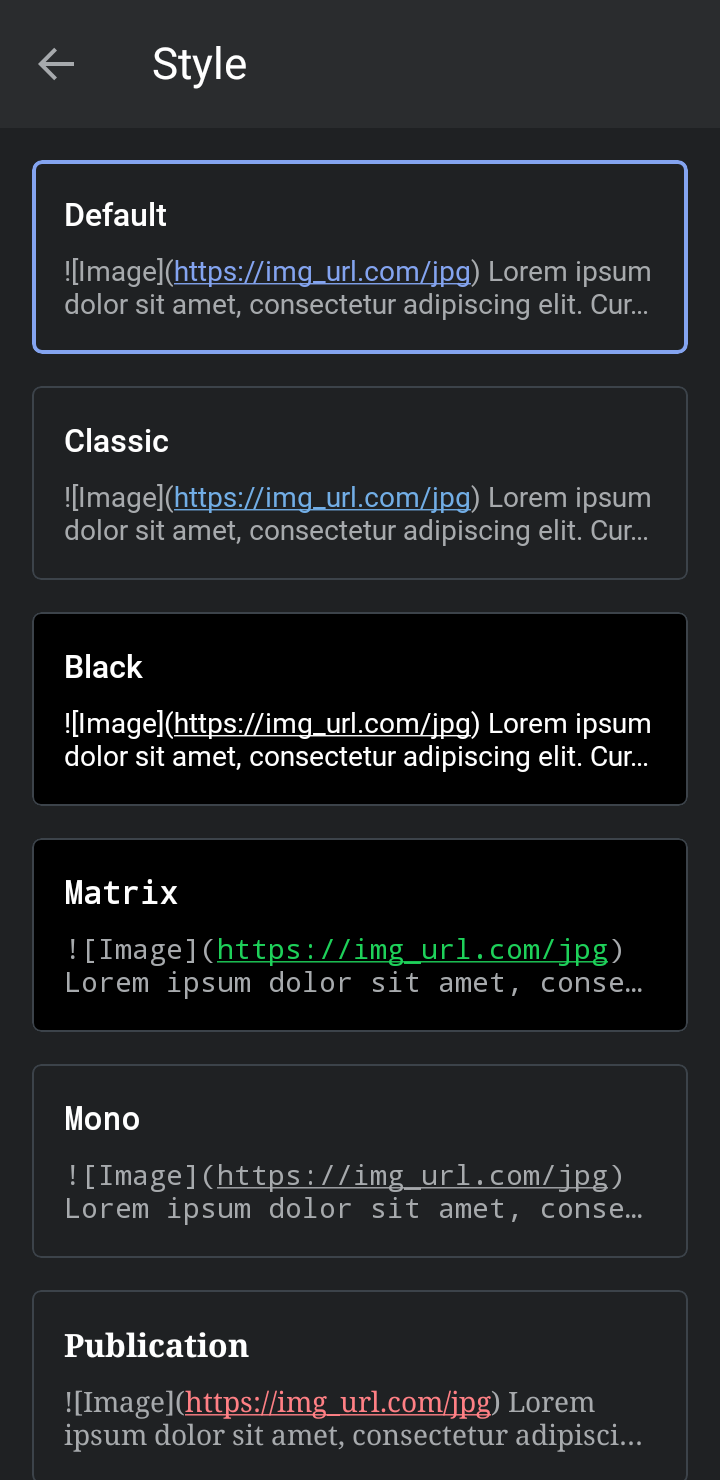 Style
Default
![Image](https://img_url.com/jpg) Lorem ipsum
dolor sit amet, consectetur adipiscing elit. Cur…
Classic
![Image](https://img_url.com/jpg) Lorem ipsum
dolor sit amet, consectetur adipiscing elit. Cur…
Black
![Image](https://img_url.com/jpg) Lorem ipsum
dolor sit amet, consectetur adipiscing elit. Cur…
Matrix
![Image](https://img_url.com/jpg)
Lorem ipsum dolor sit amet, conse…
Mono
![Image](https://img_url.com/jpg)
Lorem ipsum dolor sit amet, conse…
Publication
![Image](https://img_url.com/jpg) Lorem
ipsum dolor sit amet, consectetur adipisci…